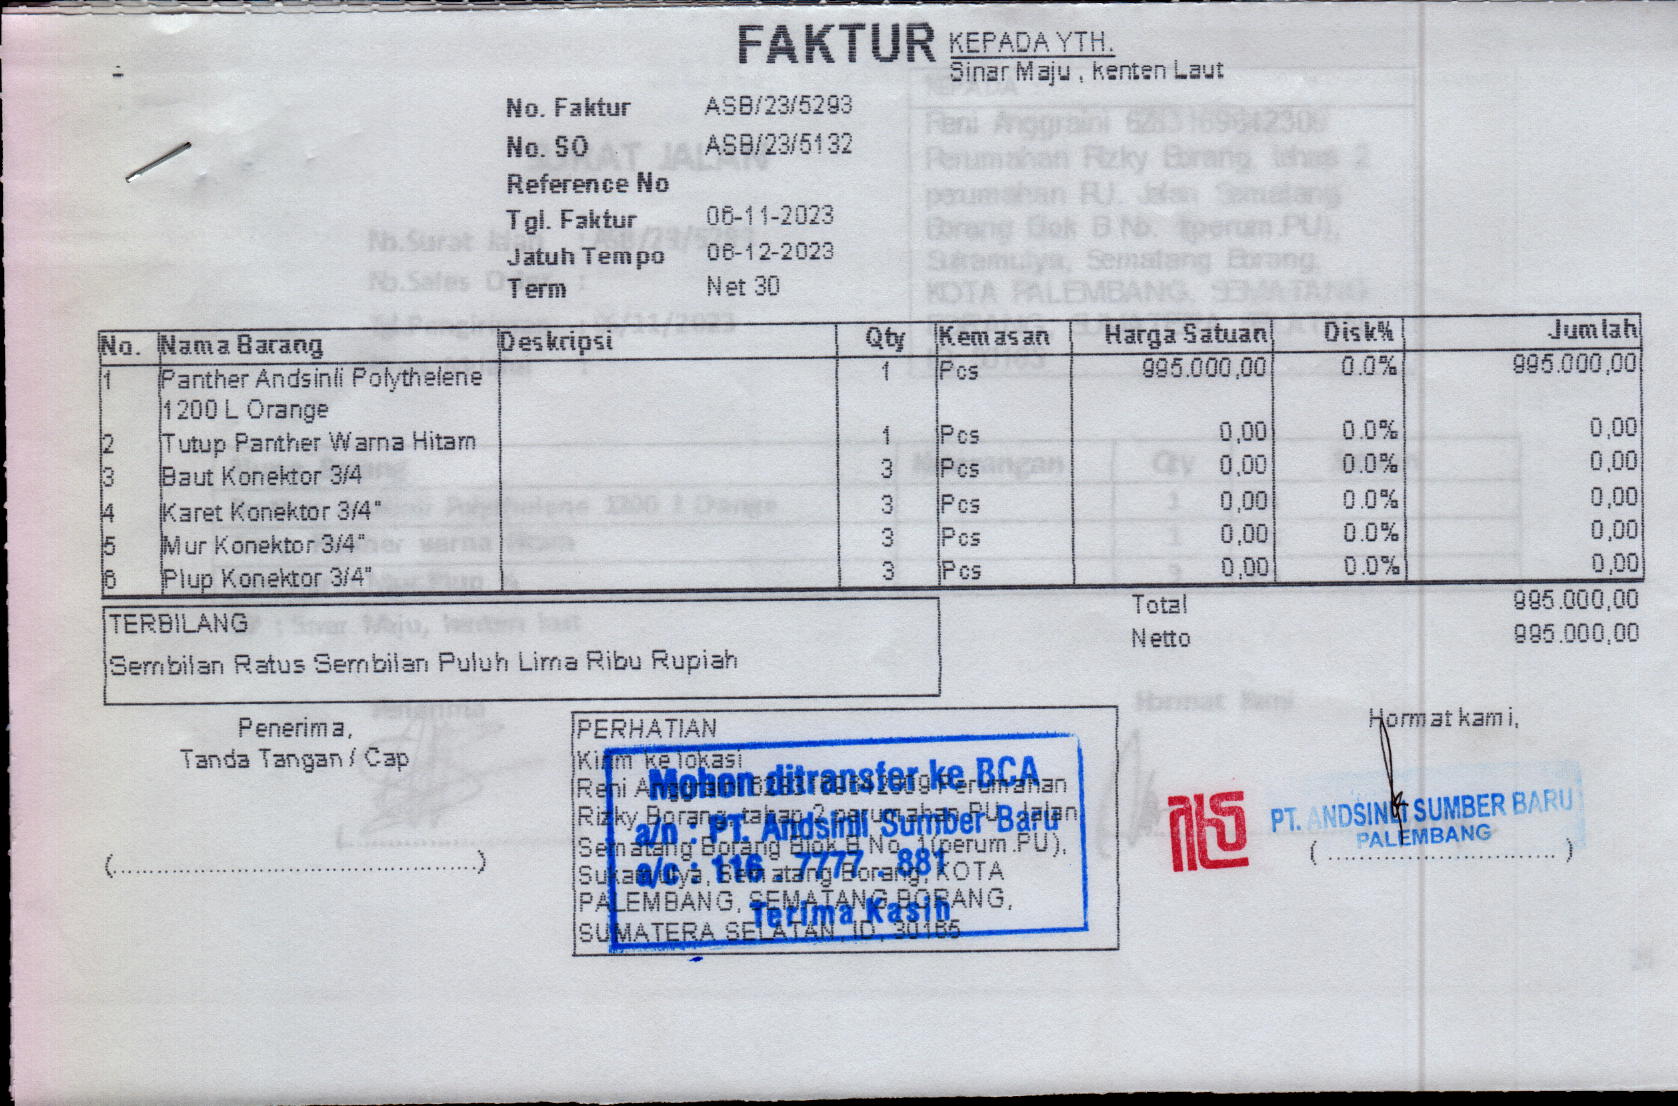 FAKTUR
KEPADA YTH.
Sinar Maju , kenten Laut
No. Faktur ASB/23/5293
No. SO ASB/23/5132
Reference No
Tgl. Faktur 06-11-2023
Jatuh Tempo 06-12-2023
Term Net 30
No. Nama Barang Deskripsi Qty Kemasan Harga Satuan Disk% Jumlah
1 Panther Andsinli Polythelene 1 Pcs 995.000,00 0.0% 995.000,00
1200 L Orange
2 Tutup Panther Warna Hitam 1 Pcs 0,00 0.0% 0,00
3 Baut Konektor 3/4 3 Pcs 0,00 0.0% 0,00
4 Karet Konektor 3/4" 3 Pcs 0,00 0.0% 0,00
5 Mur Konektor 3/4" 3 Pcs 0,00 0.0% 0,00
6 Plup Konektor 3/4" 3 Pcs 0,00 0.0% 0,00
Total 995.000,00
Netto 995.000,00
TERBILANG
Sembilan Ratus Sembilan Puluh Lima Ribu Rupiah
Penerima,
Tanda Tangan / Cap
(........................................................)
PERHATIAN
Kirim ke lokasi
Reni Perumahan
Rizky Borang, tahap 2 perumahan PU. Jalan
Sematang Borang Blok B No. 1(perum.PU),
Sukamulya, Sematang Borang, KOTA
PALEMBANG, SEMATANG BORANG,
SUMATERA SELATAN, ID, 30165
Mohon ditransfer ke BCA
a/n : PT. Andsinli Sumber Baru
a/c : 116 . 7777 . 881
Terima Kasih
Hormat kami,
PT. ANDSINLI SUMBER BARU
PALEMBANG
( ................................... )